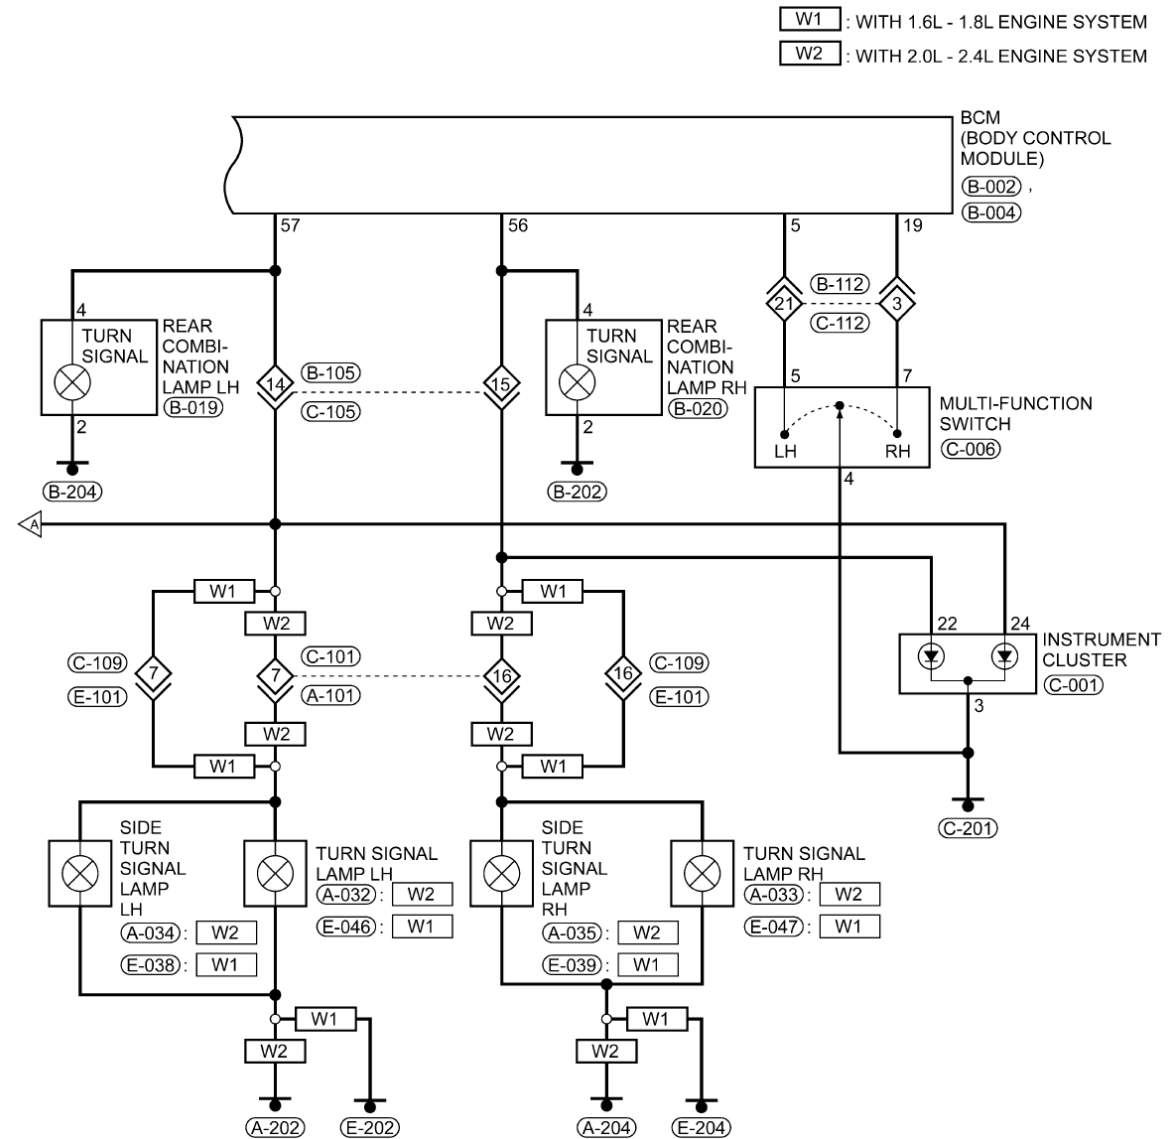 W1 : WITH 1.6L - 1.8L ENGINE SYSTEM
W2 : WITH 2.0L - 2.4L ENGINE SYSTEM
BCM
(BODY CONTROL
MODULE)
B-002 ,
B-004
57
56
5
19
4
TURN
SIGNAL
REAR
COMBI-
NATION
LAMP LH
B-019
2
B-204
14
B-105
C-105
15
4
TURN
SIGNAL
REAR
COMBI-
NATION
LAMP RH
B-020
2
B-202
21
B-112
C-112
3
5
7
LH
RH
MULTI-FUNCTION
SWITCH
C-006
4
A
W1
W2
W1
W2
C-109
7
E-101
C-101
7
A-101
16
16
C-109
E-101
W2
W1
W2
W1
22
24
INSTRUMENT
CLUSTER
C-001
3
C-201
SIDE
TURN
SIGNAL
LAMP
LH
A-034 : W2
E-038 : W1
TURN SIGNAL
LAMP LH
A-032 : W2
E-046 : W1
SIDE
TURN
SIGNAL
LAMP
RH
A-035 : W2
E-039 : W1
TURN SIGNAL
LAMP RH
A-033 : W2
E-047 : W1
W1
W2
W1
W2
A-202
E-202
A-204
E-204